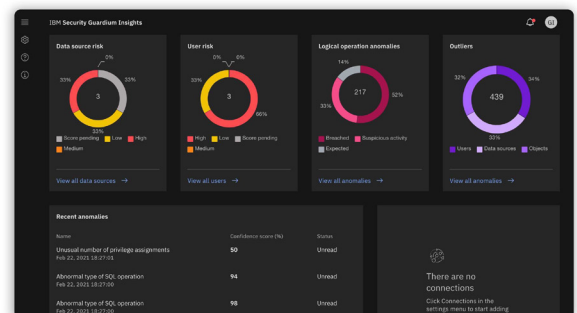 IBM Security Guardium Insights
GI
Data source risk
0%
33%
33%
3
33%
Score pending Low High
Medium
View all data sources →
User risk
0% 0%
33%
3
66%
High Low Score pending
Medium
View all users →
Logical operation anomalies
14%
217
52%
33%
Breached Suspicious activity
Expected
View all anomalies →
Outliers
32%
34%
439
33%
Users Data sources Objects
View all anomalies →
Recent anomalies
Name Confidence score (%) Status
Unusual number of privilege assignments 50 Unread
Feb 22, 2021 18:27:01
Abnormal type of SQL operation 94 Unread
Feb 22, 2021 18:27:00
Abnormal type of SQL operation 98 Unread
Feb 22, 2021 18:27:00
There are no
connections
Click Connections in the
settings menu to start adding